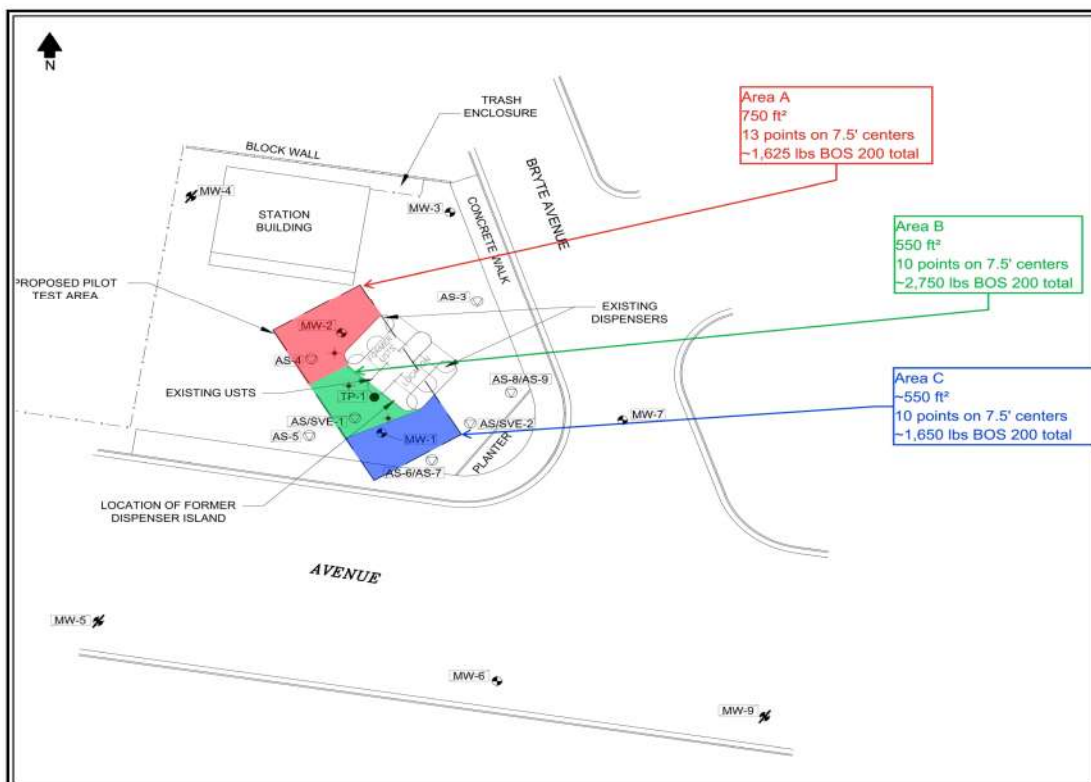 N
TRASH
ENCLOSURE
Area A
750 ft²
13 points on 7.5' centers
~1,625 lbs BOS 200 total
BLOCK WALL
BRYTE AVENUE
MW-4
MW-3
STATION
BUILDING
CONCRETE WALK
Area B
550 ft²
10 points on 7.5' centers
~2,750 lbs BOS 200 total
PROPOSED PILOT
TEST AREA
AS-3
EXISTING
DISPENSERS
MW-2
FORMER
USTS
LOCATION
AS-4
EXISTING USTS
TP-1
AS-8/AS-9
Area C
~550 ft²
10 points on 7.5' centers
~1,650 lbs BOS 200 total
AS/SVE-1
AS/SVE-2
MW-7
AS-5
MW-1
PLANTER
AS-6/AS-7
LOCATION OF FORMER
DISPENSER ISLAND
AVENUE
MW-5
MW-6
MW-9